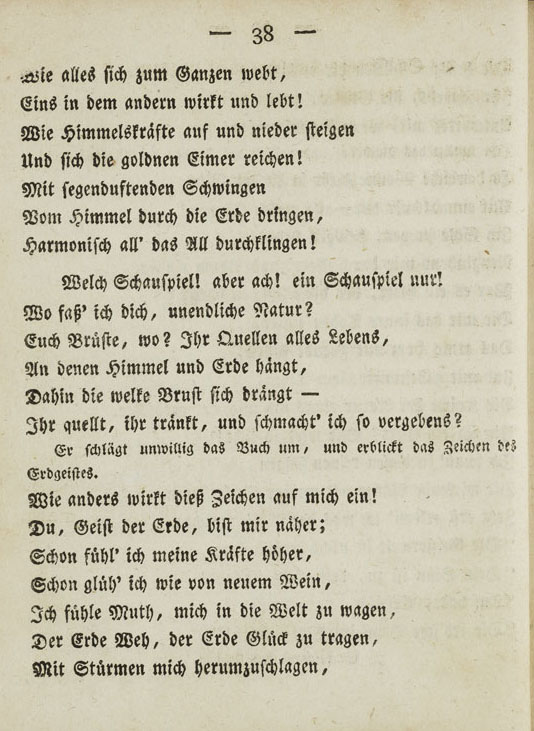 — 38 —
Wie alles sich zum Ganzen webt,
Eins in dem andern wirkt und lebt!
Wie Himmelskräfte auf und nieder steigen
Und sich die goldnen Eimer reichen!
Mit segenduftenden Schwingen
Vom Himmel durch die Erde dringen,
Harmonisch all' das All durchklingen!
Welch Schauspiel! aber ach! ein Schauspiel nur!
Wo faß' ich dich, unendliche Natur?
Euch Brüste, wo? Ihr Quellen alles Lebens,
An denen Himmel und Erde hängt,
Dahin die welke Brust sich drängt —
Ihr quellt, ihr tränkt, und schmacht' ich so vergebens?
Er schlägt unwillig das Buch um, und erblickt das Zeichen des
Erdgeistes.
Wie anders wirkt dieß Zeichen auf mich ein!
Du, Geist der Erde, bist mir näher;
Schon fühl' ich meine Kräfte höher,
Schon glüh' ich wie von neuem Wein,
Ich fühle Muth, mich in die Welt zu wagen,
Der Erde Weh, der Erde Glück zu tragen,
Mit Stürmen mich herumzuschlagen,